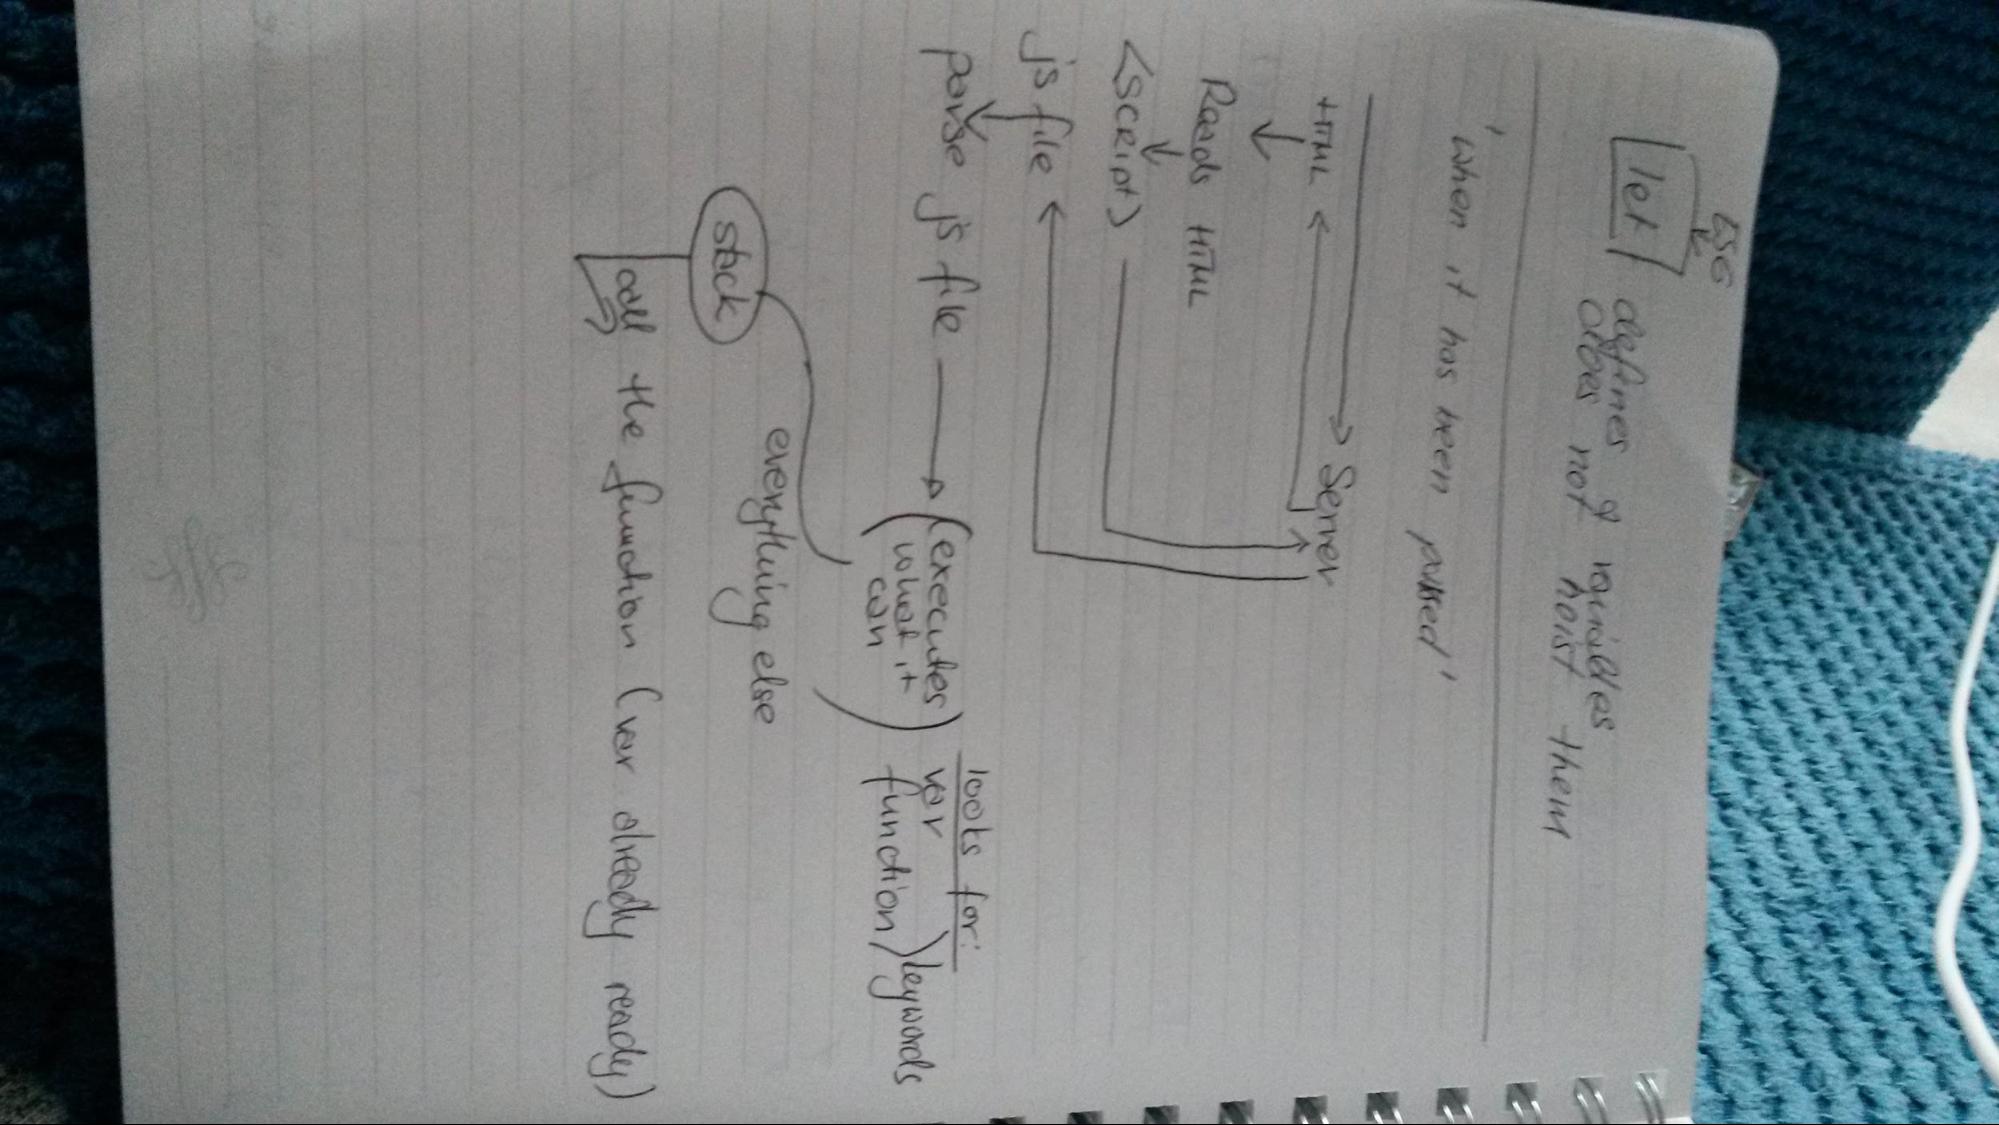 ES6
let defines variables
does not hoist them
'when it has been pushed'
HTML Server
Reads HTML
<script>
js file
parse js file (executes what it can) looks for:
var
function keywords
everything else
stack
call the function (var already ready)